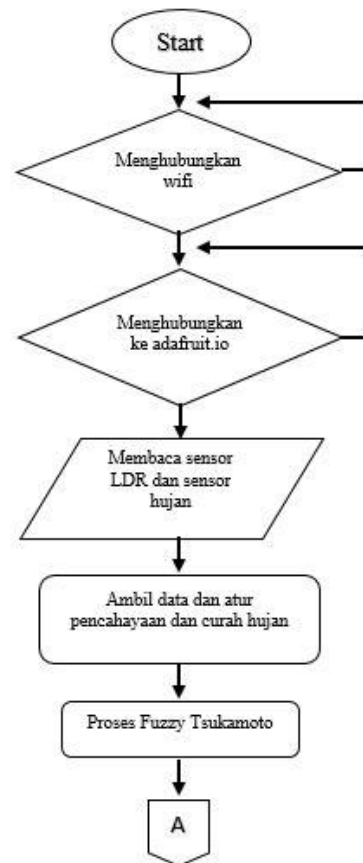 Start
Menghubungkan
wifi
Menghubungkan
ke adafruit.io
Membaca sensor
LDR dan sensor
hujan
Ambil data dan atur
pencahayaan dan curah hujan
Proses Fuzzy Tsukamoto
A